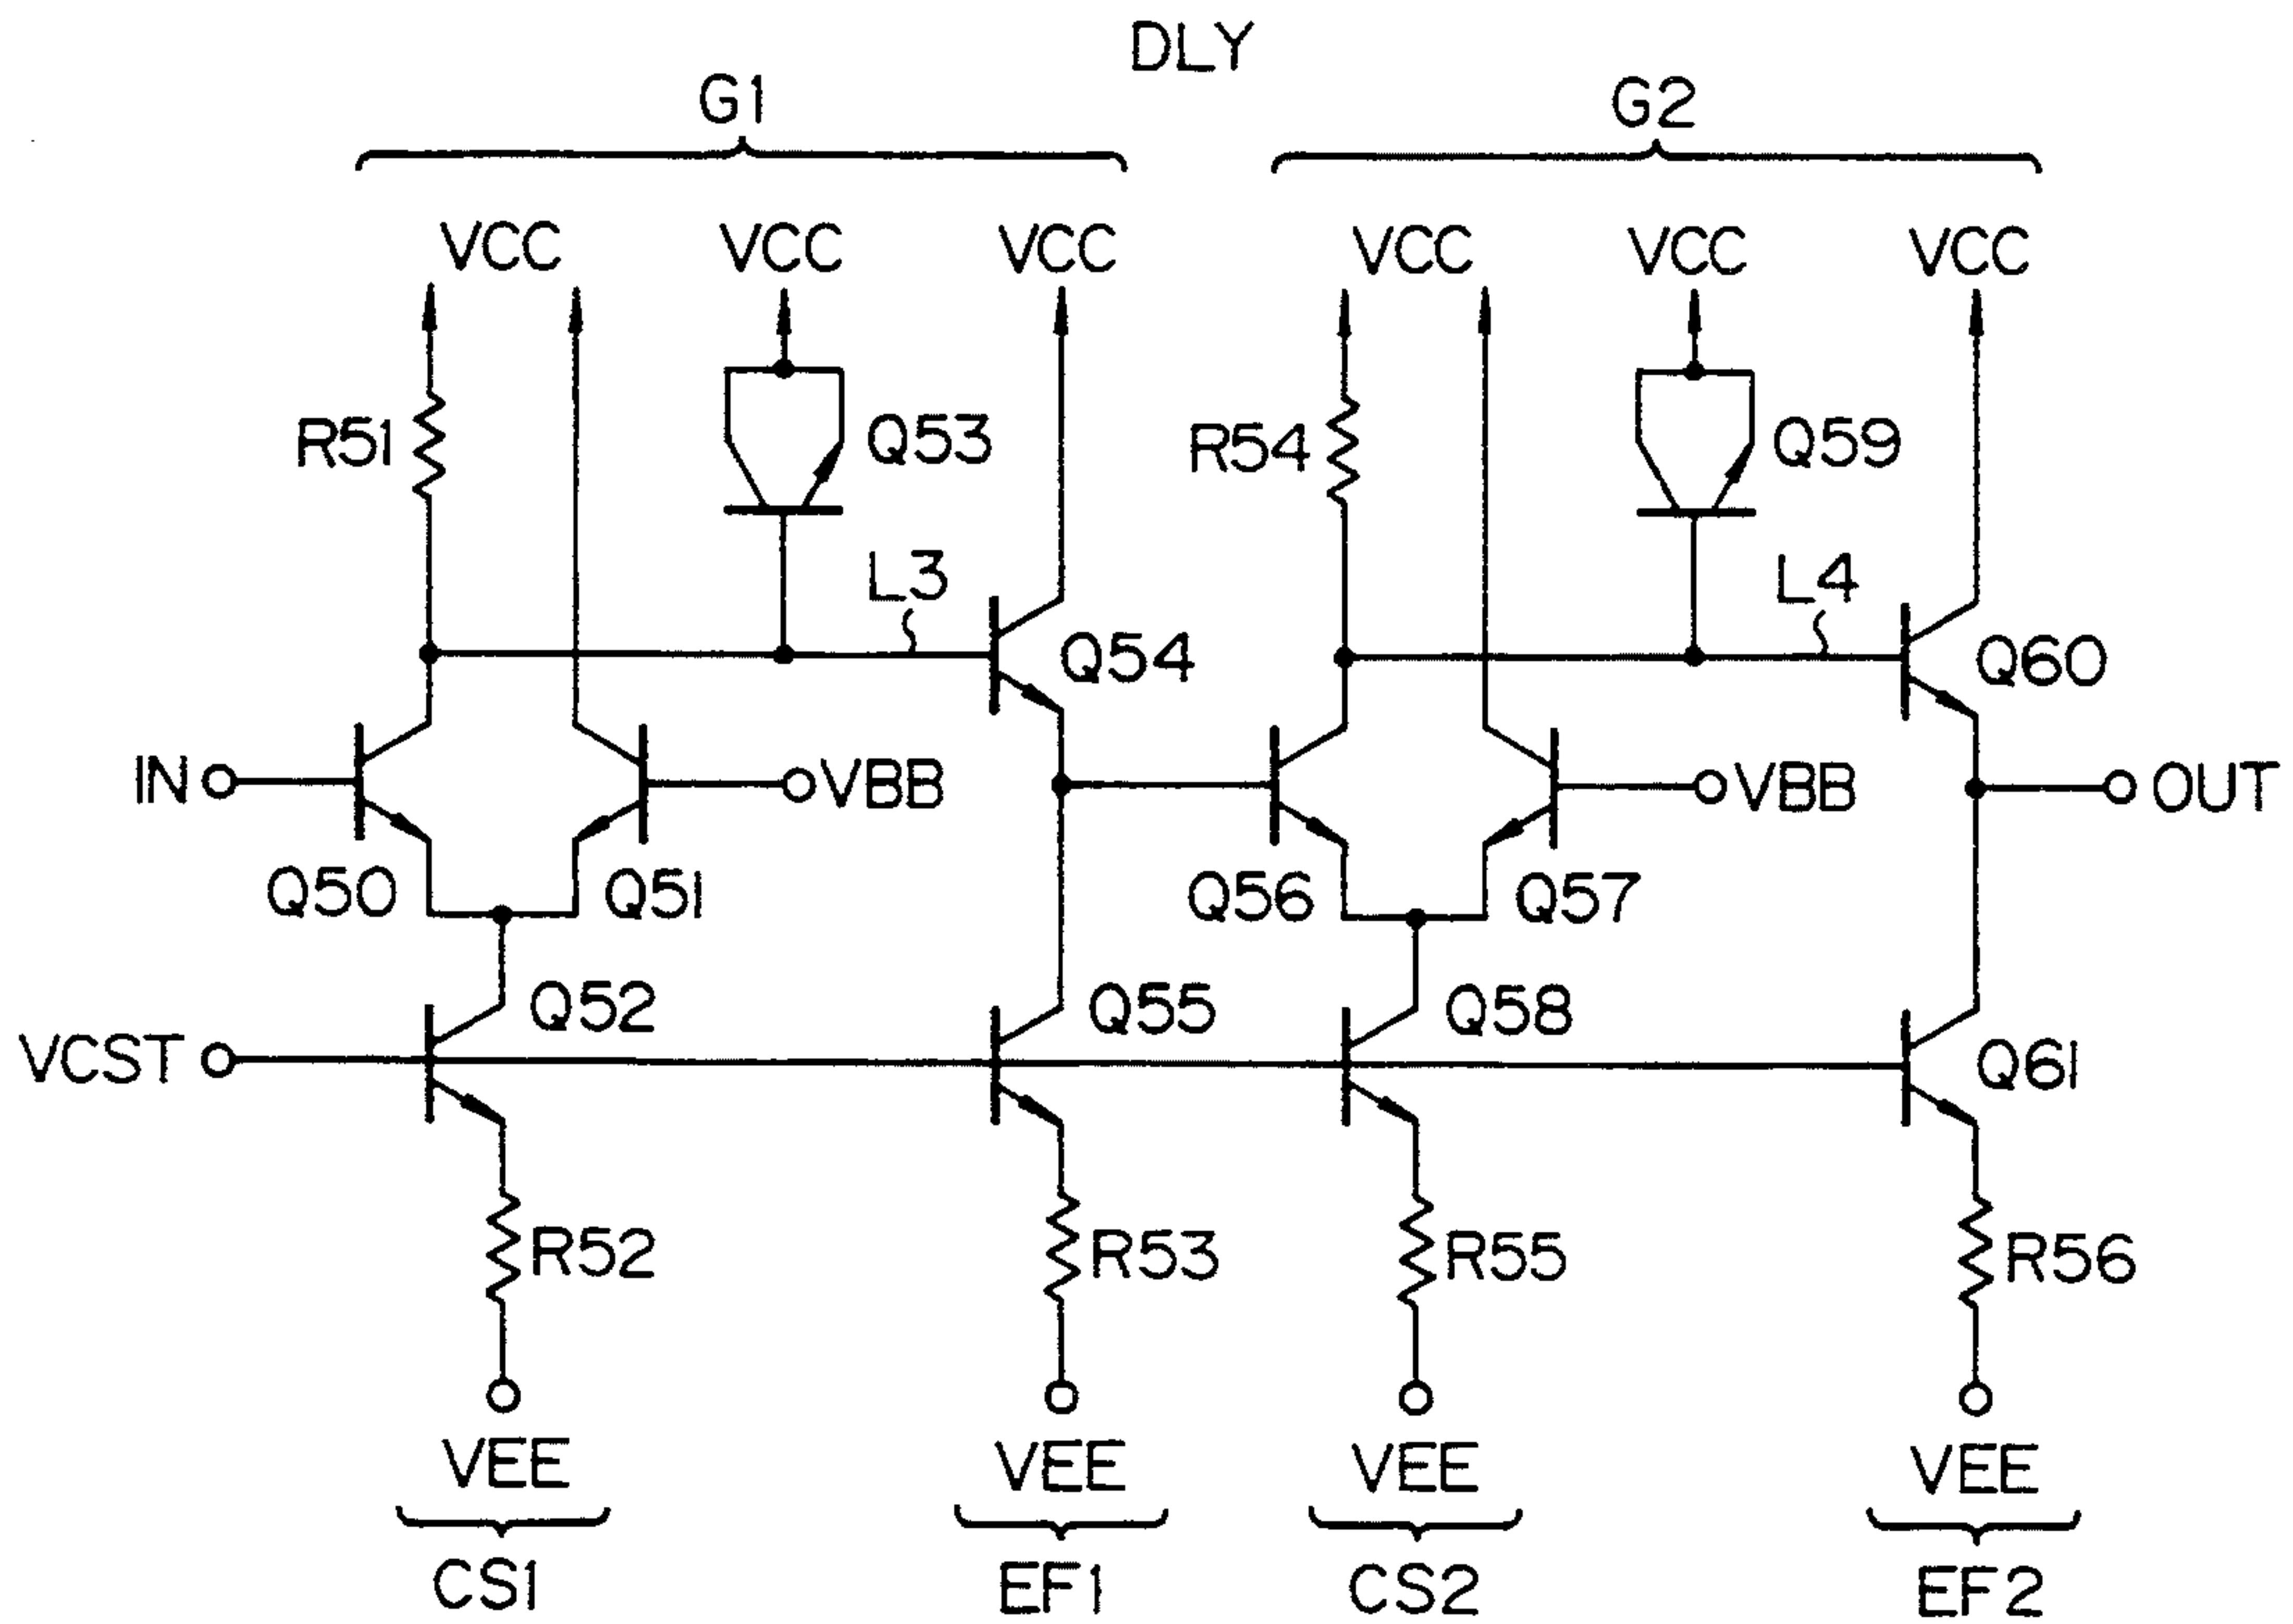 DLY
G1 G2
VCC VCC VCC VCC VCC VCC
R51 Q53 R54 Q59
L3 L4
Q54 Q60
IN VBB VBB OUT
Q50 Q51 Q56 Q57
Q52 Q55 Q58 Q61
VCST
R52 R53 R55 R56
VEE VEE VEE VEE
CS1 EF1 CS2 EF2